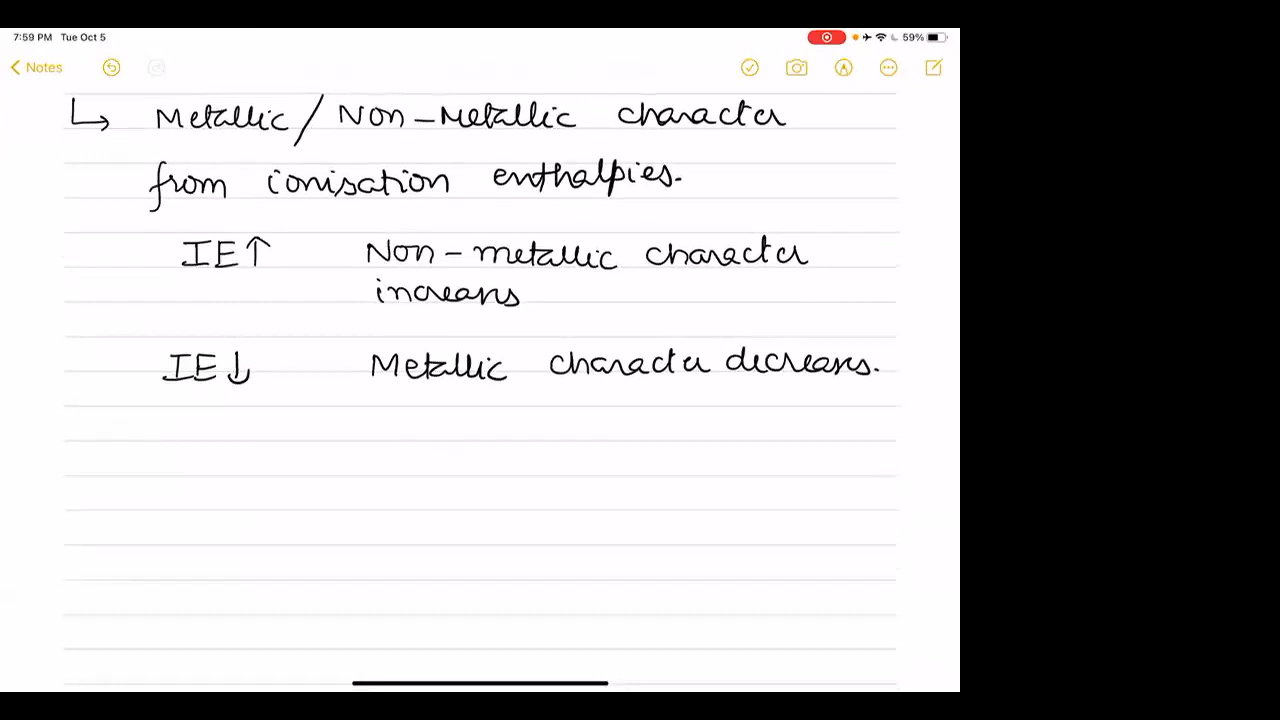 7:59 PM Tue Oct 5
59%
Notes
↳ Metallic / Non-Metallic character
from ionisation enthalpies.
IE↑ Non-metallic character
increases
IE↓ Metallic character decreases.